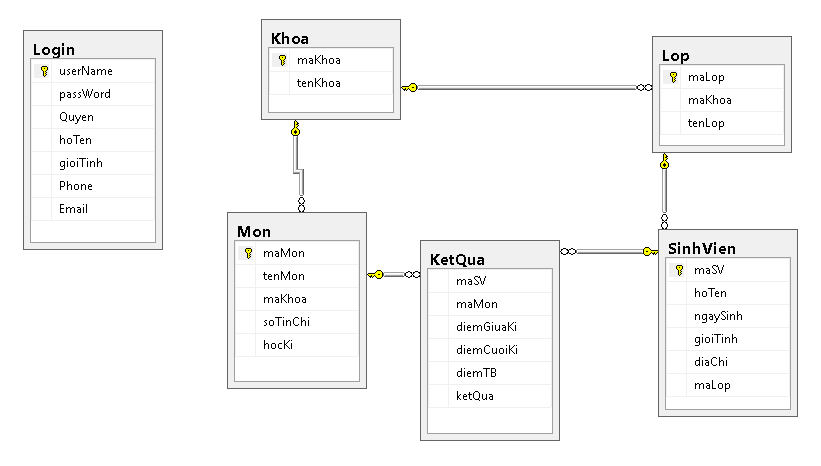 Login
userName
passWord
Quyen
hoTen
gioiTinh
Phone
Email
Khoa
maKhoa
tenKhoa
Lop
maLop
maKhoa
tenLop
Mon
maMon
tenMon
maKhoa
soTinChi
hocKi
KetQua
maSV
maMon
diemGiuaKi
diemCuoiKi
diemTB
ketQua
SinhVien
maSV
hoTen
ngaySinh
gioiTinh
diaChi
maLop